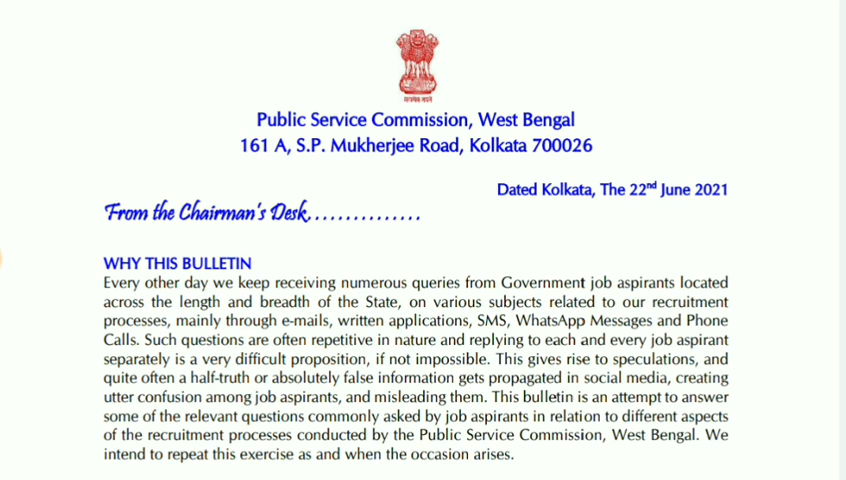 सत्यमेव जयते
Public Service Commission, West Bengal
161 A, S.P. Mukherjee Road, Kolkata 700026
Dated Kolkata, The 22nd June 2021
From the Chairman's Desk...............
WHY THIS BULLETIN
Every other day we keep receiving numerous queries from Government job aspirants located
across the length and breadth of the State, on various subjects related to our recruitment
processes, mainly through e-mails, written applications, SMS, WhatsApp Messages and Phone
Calls. Such questions are often repetitive in nature and replying to each and every job aspirant
separately is a very difficult proposition, if not impossible. This gives rise to speculations, and
quite often a half-truth or absolutely false information gets propagated in social media, creating
utter confusion among job aspirants, and misleading them. This bulletin is an attempt to answer
some of the relevant questions commonly asked by job aspirants in relation to different aspects
of the recruitment processes conducted by the Public Service Commission, West Bengal. We
intend to repeat this exercise as and when the occasion arises.